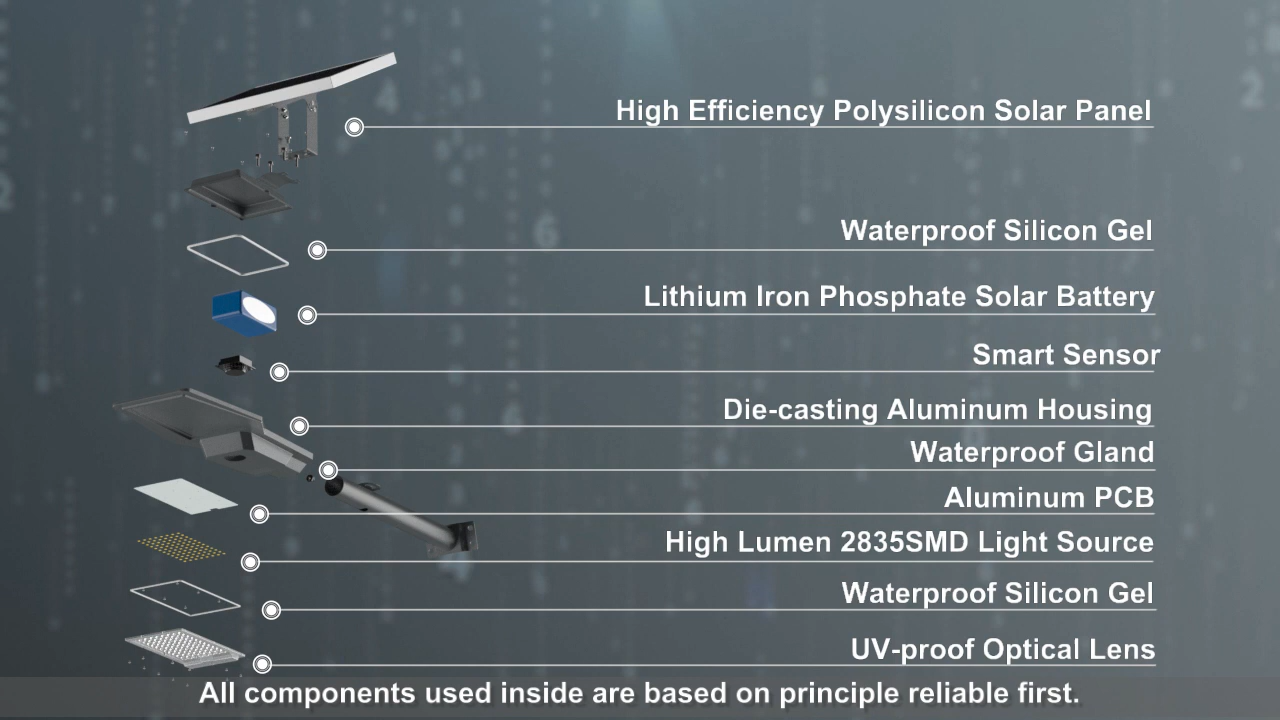 High Efficiency Polysilicon Solar Panel
Waterproof Silicon Gel
Lithium Iron Phosphate Solar Battery
Smart Sensor
Die-casting Aluminum Housing
Waterproof Gland
Aluminum PCB
High Lumen 2835SMD Light Source
Waterproof Silicon Gel
UV-proof Optical Lens
All components used inside are based on principle reliable first.